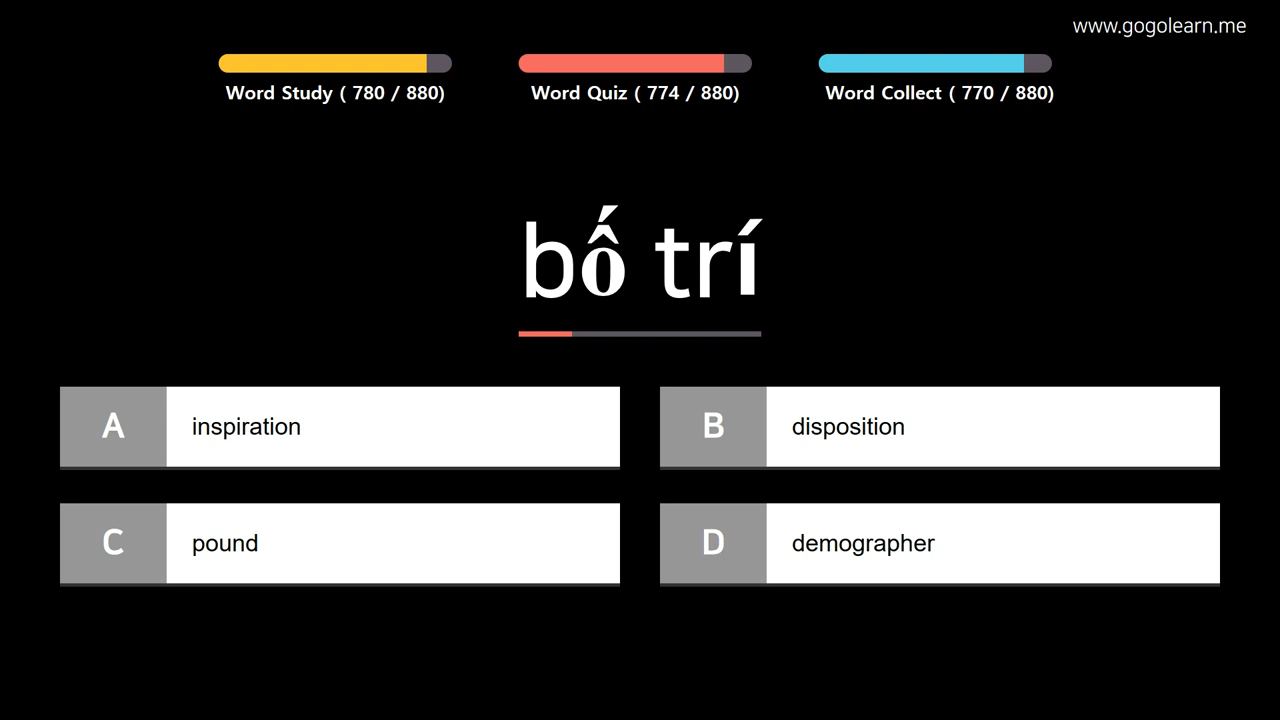 www.gogolearn.me
Word Study ( 780 / 880)
Word Quiz ( 774 / 880)
Word Collect ( 770 / 880)
bố trí
A inspiration
B disposition
C pound
D demographer